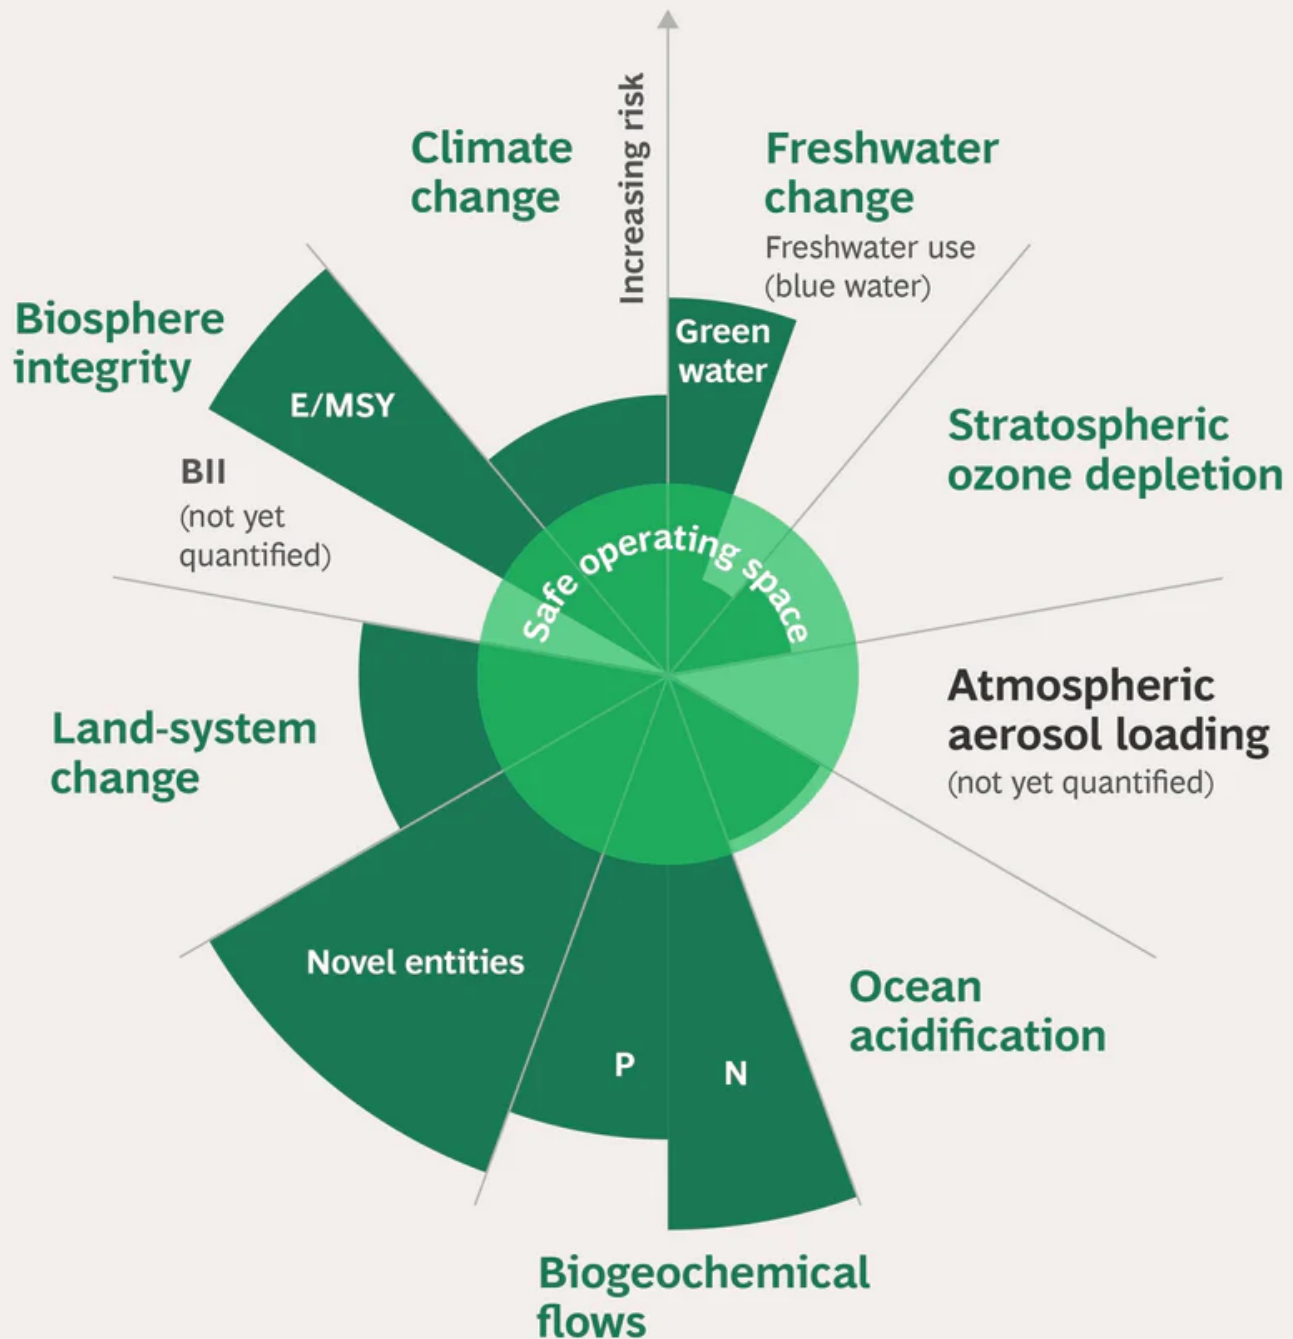 Increasing risk
Climate
change
Freshwater
change
Freshwater use
(blue water)
Green
water
Biosphere
integrity
E/MSY
BII
(not yet
quantified)
Stratospheric
ozone depletion
Safe operating space
Atmospheric
aerosol loading
(not yet quantified)
Land-system
change
Novel entities
Ocean
acidification
P
N
Biogeochemical
flows